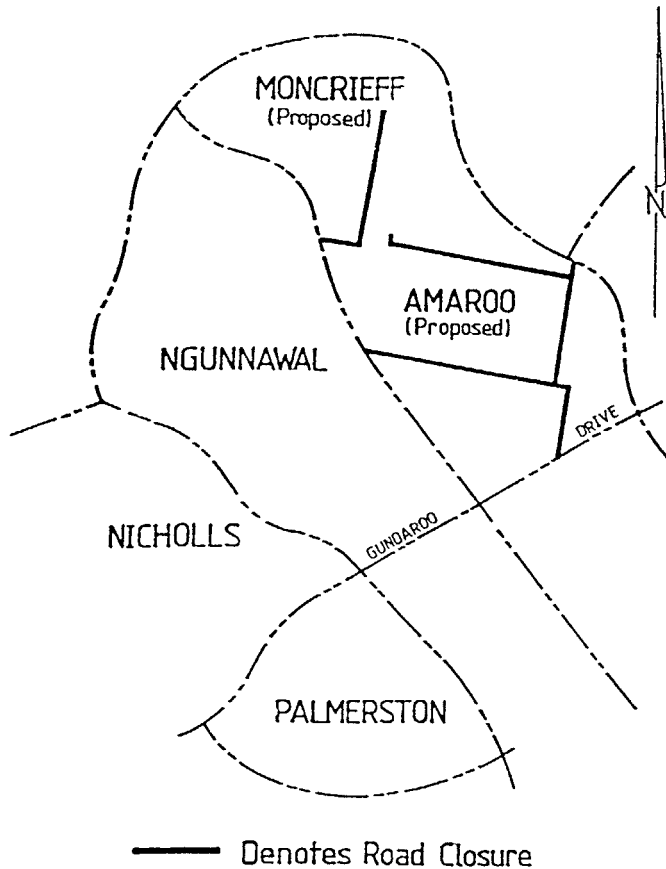 MONCRIEFF
(Proposed)
N
AMAROO
(Proposed)
NGUNNAWAL
DRIVE
GUNDAROO
NICHOLLS
PALMERSTON
Denotes Road Closure